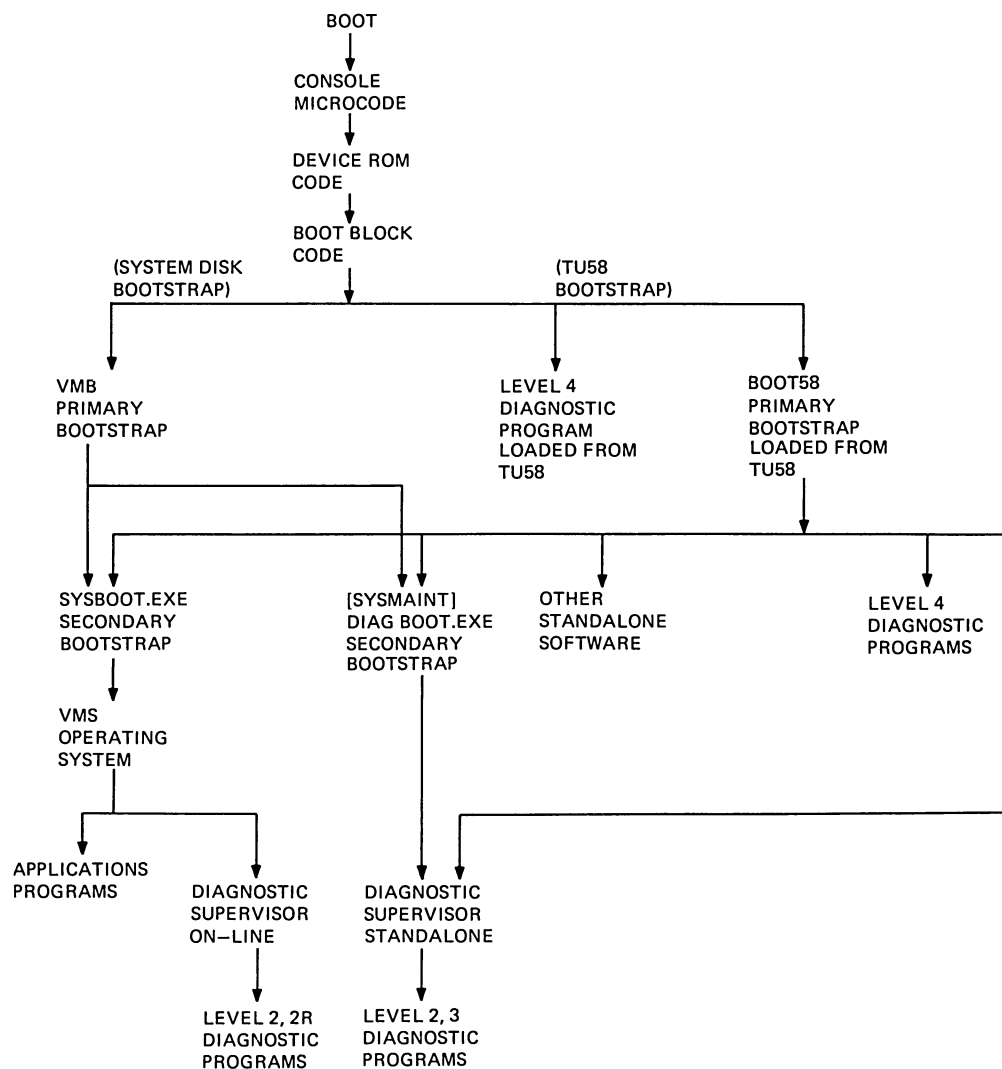 BOOT
CONSOLE
MICROCODE
DEVICE ROM
CODE
BOOT BLOCK
CODE
(SYSTEM DISK
BOOTSTRAP)
(TU58
BOOTSTRAP)
VMB
PRIMARY
BOOTSTRAP
LEVEL 4
DIAGNOSTIC
PROGRAM
LOADED FROM
TU58
BOOT58
PRIMARY
BOOTSTRAP
LOADED FROM
TU58
SYSBOOT.EXE
SECONDARY
BOOTSTRAP
[SYSMAINT]
DIAG BOOT.EXE
SECONDARY
BOOTSTRAP
OTHER
STANDALONE
SOFTWARE
LEVEL 4
DIAGNOSTIC
PROGRAMS
VMS
OPERATING
SYSTEM
APPLICATIONS
PROGRAMS
DIAGNOSTIC
SUPERVISOR
ON–LINE
DIAGNOSTIC
SUPERVISOR
STANDALONE
LEVEL 2, 2R
DIAGNOSTIC
PROGRAMS
LEVEL 2, 3
DIAGNOSTIC
PROGRAMS